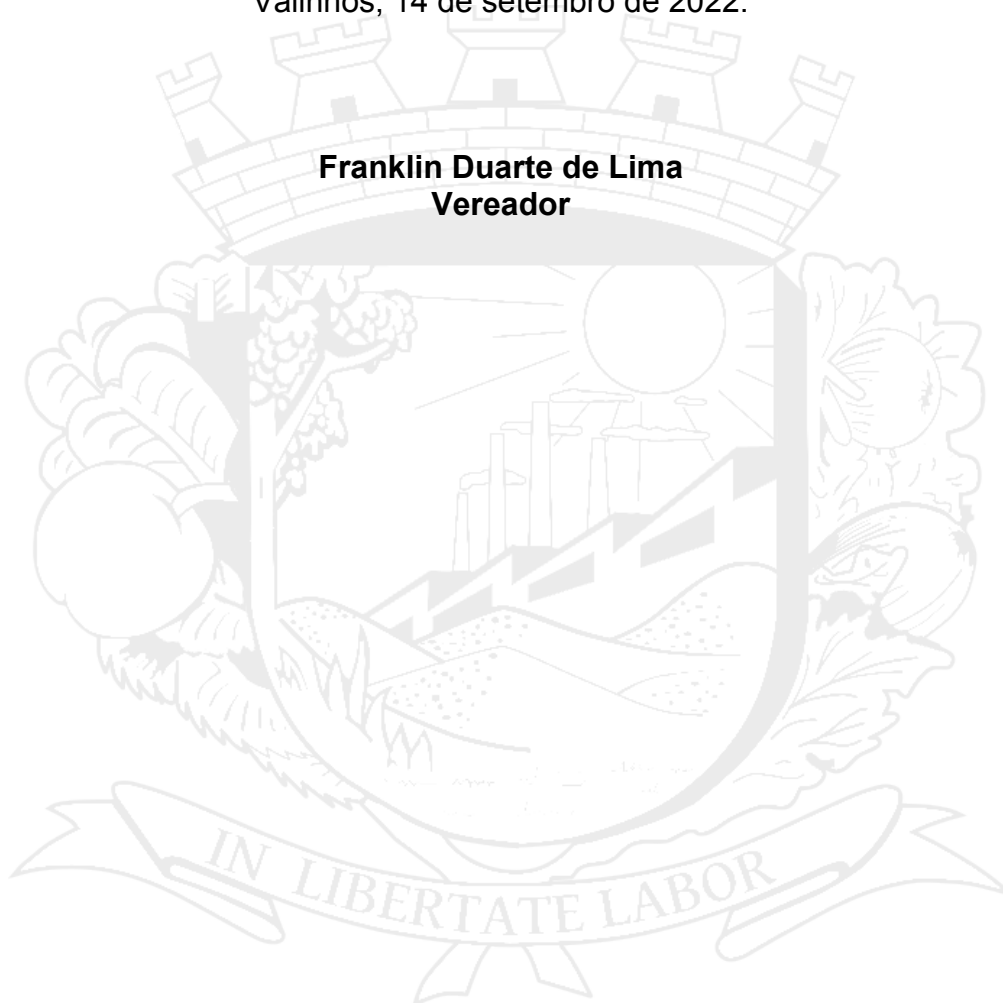 Valinhos, 14 de setembro de 2022.
Franklin Duarte de Lima
Vereador
IN LIBERTATE LABOR